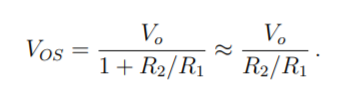 V_{OS} = \frac{V_o}{1 + R_2/R_1} \approx \frac{V_o}{R_2/R_1} .